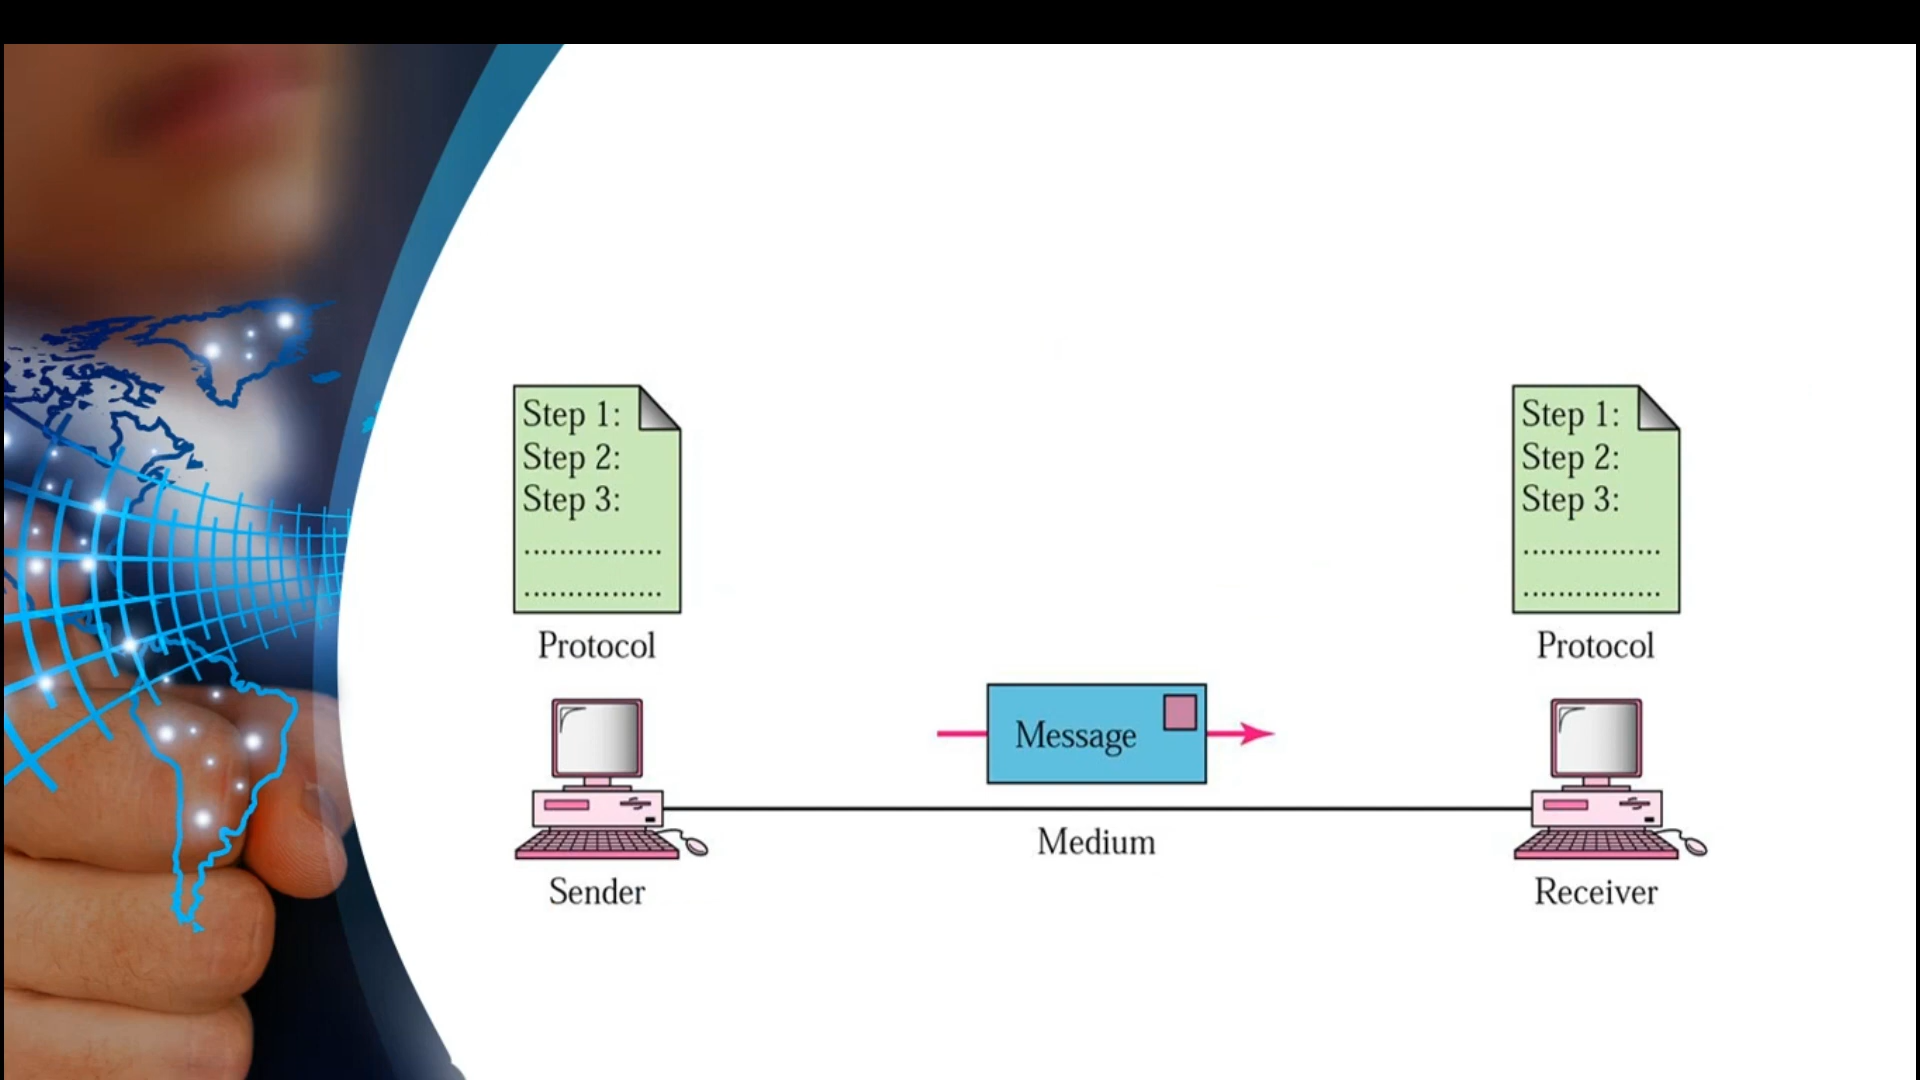 Step 1:
Step 2:
Step 3:
................
................
Protocol
Step 1:
Step 2:
Step 3:
................
................
Protocol
Message
Medium
Sender
Receiver